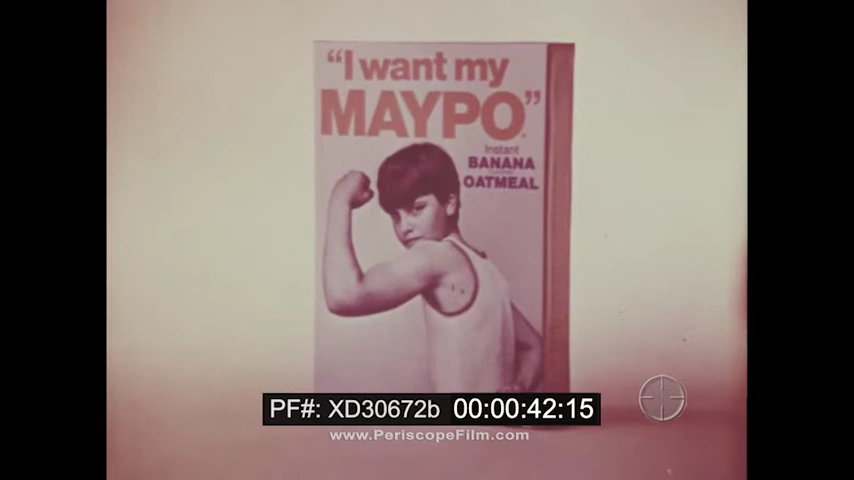 "I want my
MAYPO"
Instant
BANANA
OATMEAL
PF#: XD30672b 00:00:42:15
www.PeriscopeFilm.com